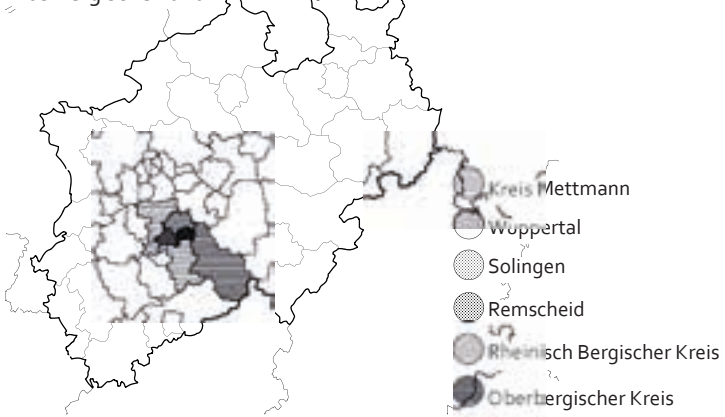 Kreis Mettmann
Wuppertal
Solingen
Remscheid
Rheinisch Bergischer Kreis
Oberbergischer Kreis